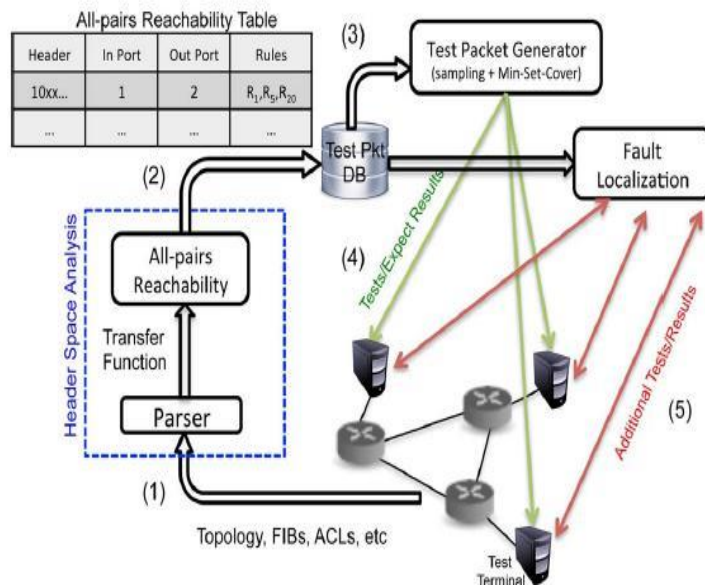 All-pairs Reachability Table
Header In Port Out Port Rules
10xx... 1 2 R1,R5,R20
... ... ... ...
(3)
Test Packet Generator
(sampling + Min-Set-Cover)
(2)
Test Pkt
DB
Fault
Localization
All-pairs
Reachability
(4)
Tests/Expect Results
Header Space Analysis
Transfer
Function
Parser
Additional Tests/Results
(5)
(1)
Topology, FIBs, ACLs, etc
Test
Terminal